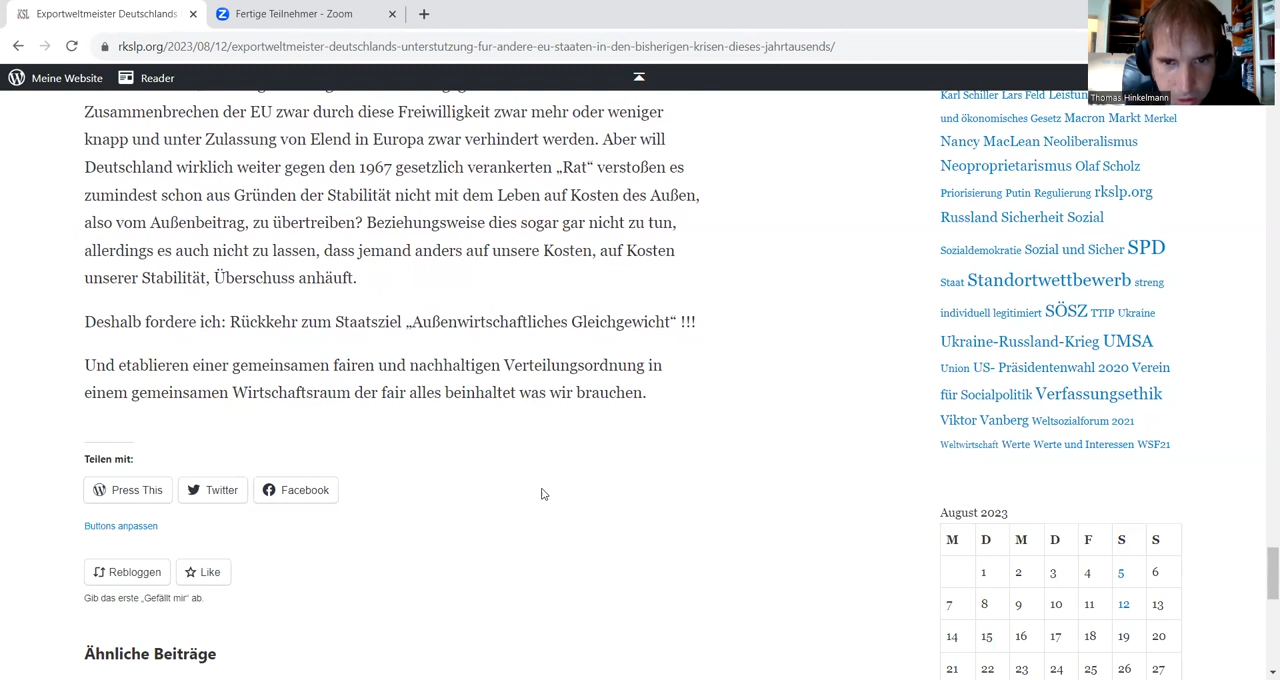 Exportweltmeister Deutschlands
Fertige Teilnehmer - Zoom
rkslp.org/2023/08/12/exportweltmeister-deutschlands-unterstutzung-fur-andere-eu-staaten-in-den-bisherigen-krisen-dieses-jahrtausends/
Meine Website
Reader
Thomas Hinkelmann
Zusammenbrechen der EU zwar durch diese Freiwilligkeit zwar mehr oder weniger
knapp und unter Zulassung von Elend in Europa zwar verhindert werden. Aber will
Deutschland wirklich weiter gegen den 1967 gesetzlich verankerten „Rat“ verstoßen es
zumindest schon aus Gründen der Stabilität nicht mit dem Leben auf Kosten des Außen,
also vom Außenbeitrag, zu übertreiben? Beziehungsweise dies sogar gar nicht zu tun,
allerdings es auch nicht zu lassen, dass jemand anders auf unsere Kosten, auf Kosten
unserer Stabilität, Überschuss anhäuft.
Deshalb fordere ich: Rückkehr zum Staatsziel „Außenwirtschaftliches Gleichgewicht“ !!!
Und etablieren einer gemeinsamen fairen und nachhaltigen Verteilungsordnung in
einem gemeinsamen Wirtschaftsraum der fair alles beinhaltet was wir brauchen.
Teilen mit:
Press This
Twitter
Facebook
Buttons anpassen
Rebloggen
Like
Gib das erste „Gefällt mir“ ab.
Ähnliche Beiträge
Karl Schiller Lars Feld
und ökonomisches Gesetz Macron Markt Merkel
Nancy MacLean Neoliberalismus
Neoproprietarismus Olaf Scholz
Priorisierung Putin Regulierung rkslp.org
Russland Sicherheit Sozial
Sozialdemokratie Sozial und Sicher SPD
Staat Standortwettbewerb streng
individuell legitimiert SÖSZ TTIP Ukraine
Ukraine-Russland-Krieg UMSA
Union US- Präsidentenwahl 2020 Verein
für Socialpolitik Verfassungsethik
Viktor Vanberg Weltsozialforum 2021
Weltwirtschaft Werte Werte und Interessen WSF21
August 2023
M D M D F S S
1 2 3 4 5 6
7 8 9 10 11 12 13
14 15 16 17 18 19 20
21 22 23 24 25 26 27